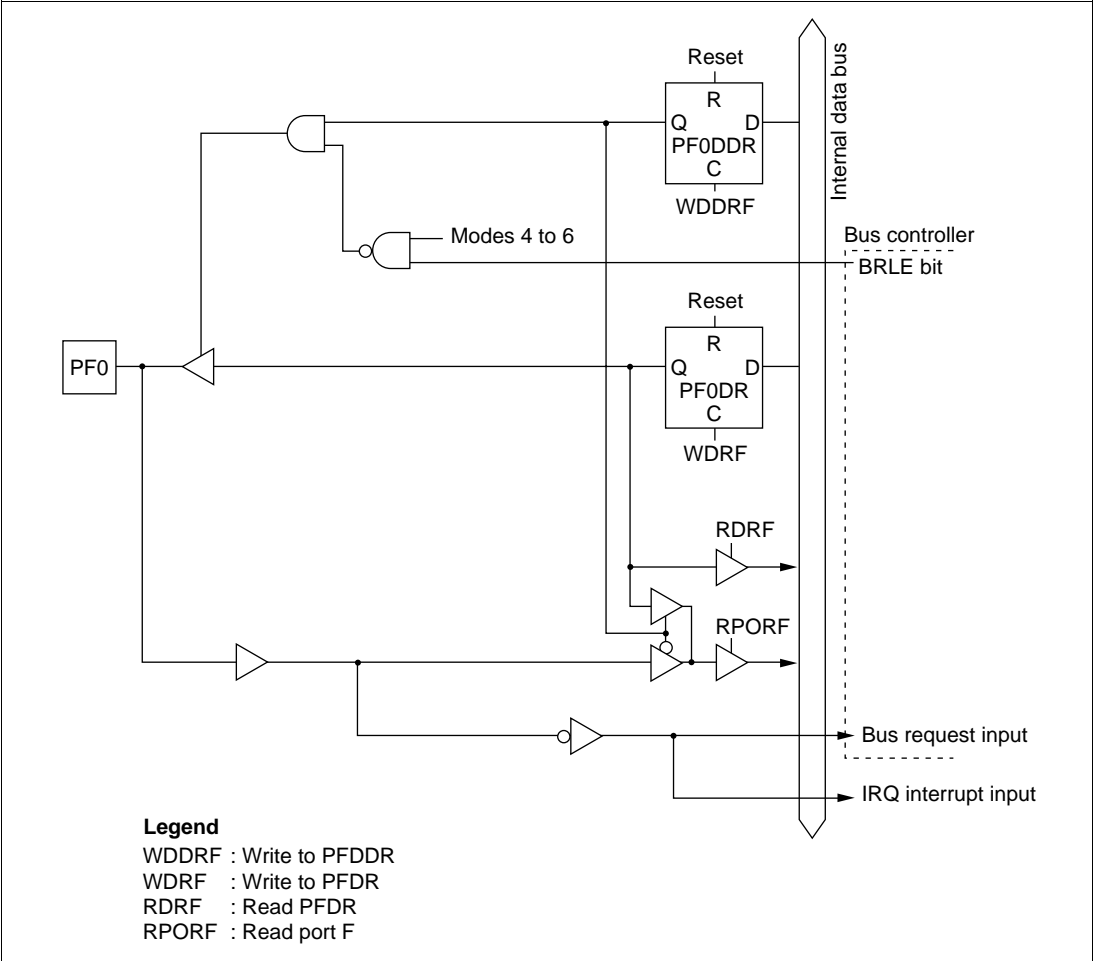 Reset
R
Q D
PF0DDR
C
WDDRF
Internal data bus
Modes 4 to 6
Bus controller
BRLE bit
Reset
R
PF0
Q D
PF0DR
C
WDRF
RDRF
RPORF
Bus request input
IRQ interrupt input
Legend
WDDRF : Write to PFDDR
WDRF : Write to PFDR
RDRF : Read PFDR
RPORF : Read port F